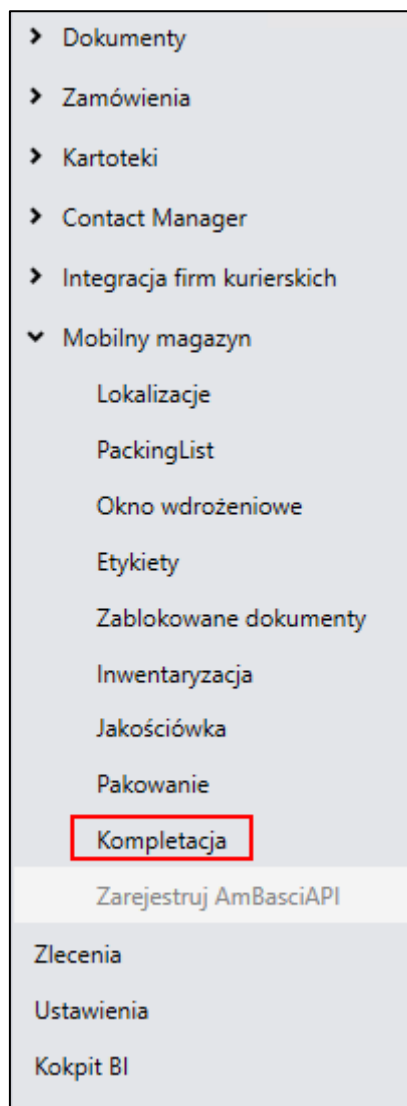 Dokumenty
Zamówienia
Kartoteki
Contact Manager
Integracja firm kurierskich
Mobilny magazyn
Lokalizacje
PackingList
Okno wdrożeniowe
Etykiety
Zablokowane dokumenty
Inwentaryzacja
Jakościówka
Pakowanie
Kompletacja
Zarejestruj AmBasciAPI
Zlecenia
Ustawienia
Kokpit BI